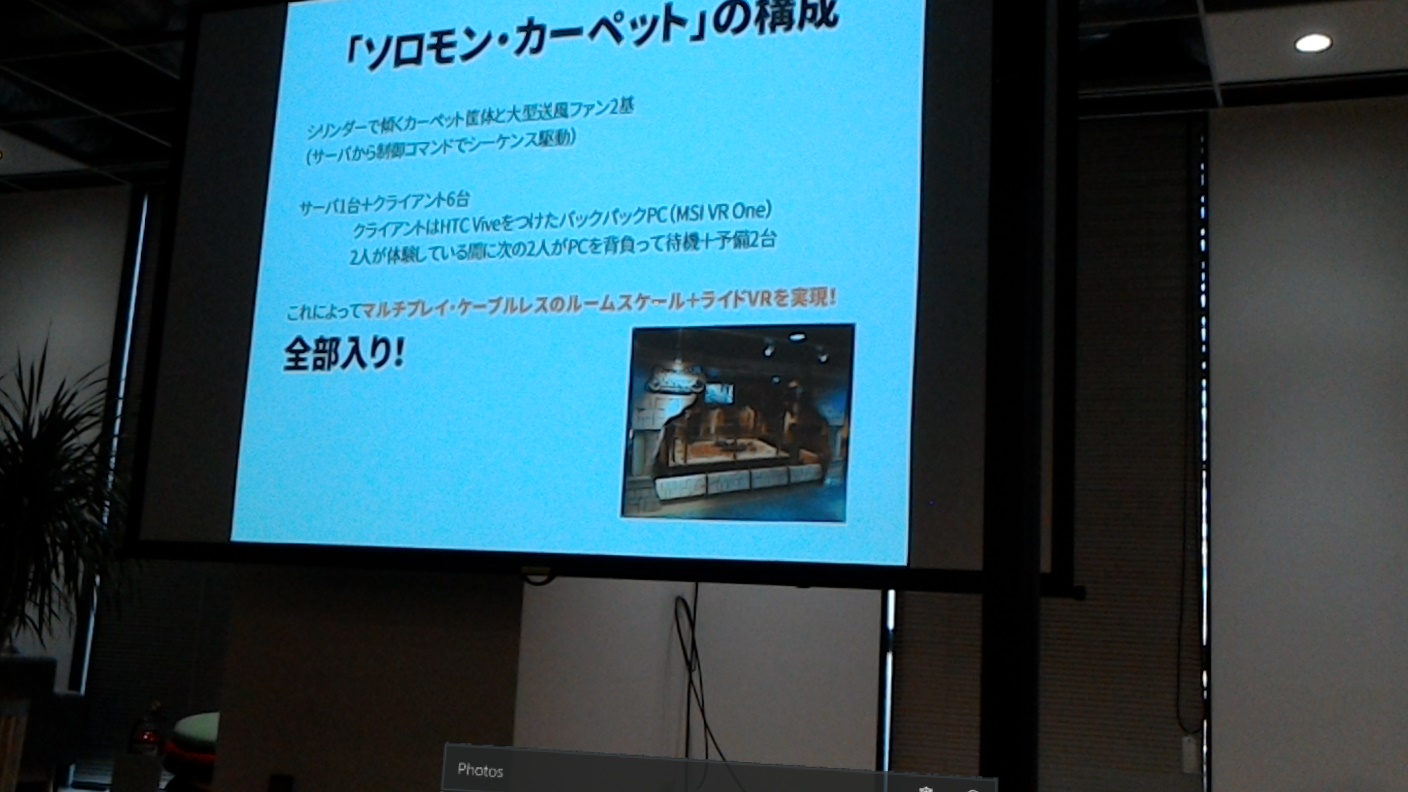 「ソロモン・カーペット」の構成
シリンダーで傾くカーペット筐体と大型送風ファン2基
(サーバから制御コマンドでシーケンス駆動)
サーバ1台+クライアント6台
クライアントはHTC Viveをつけたバックパックpc(MSI VR One)
2人が体験している間に次の2人がPCを背負って待機+予備2台
これによってマルチプレイ・ケーブルレスのルームスケール+ライドVRを実現!
全部入り!
Photos